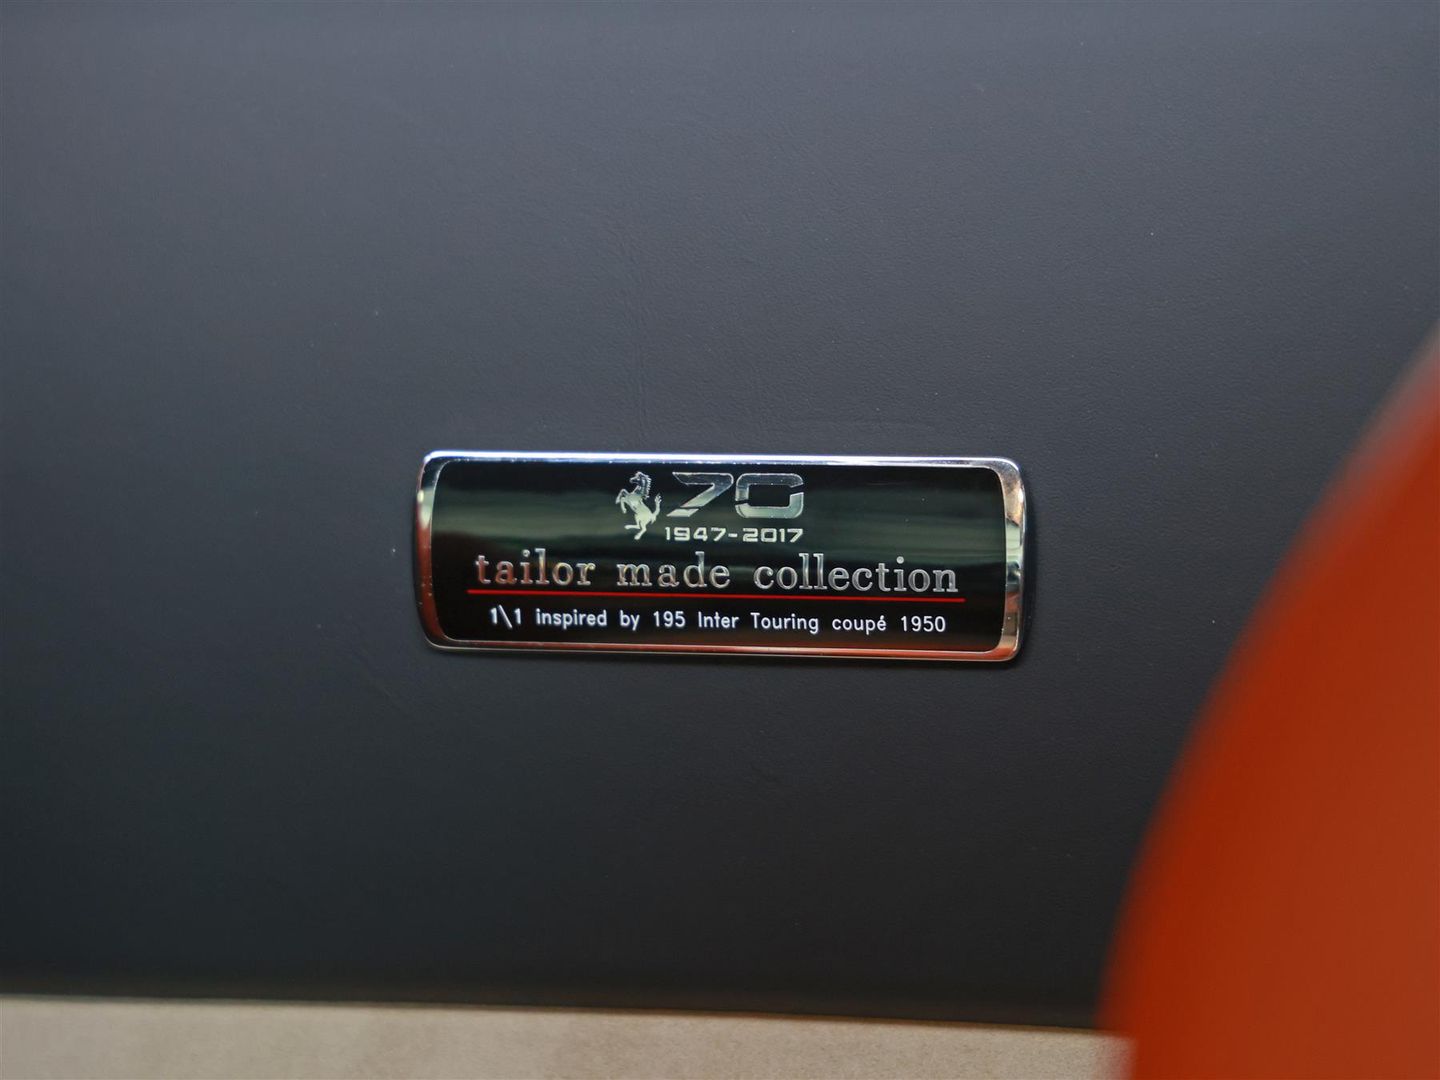 70
1947-2017
tailor made collection
1\1 inspired by 195 Inter Touring coupé 1950